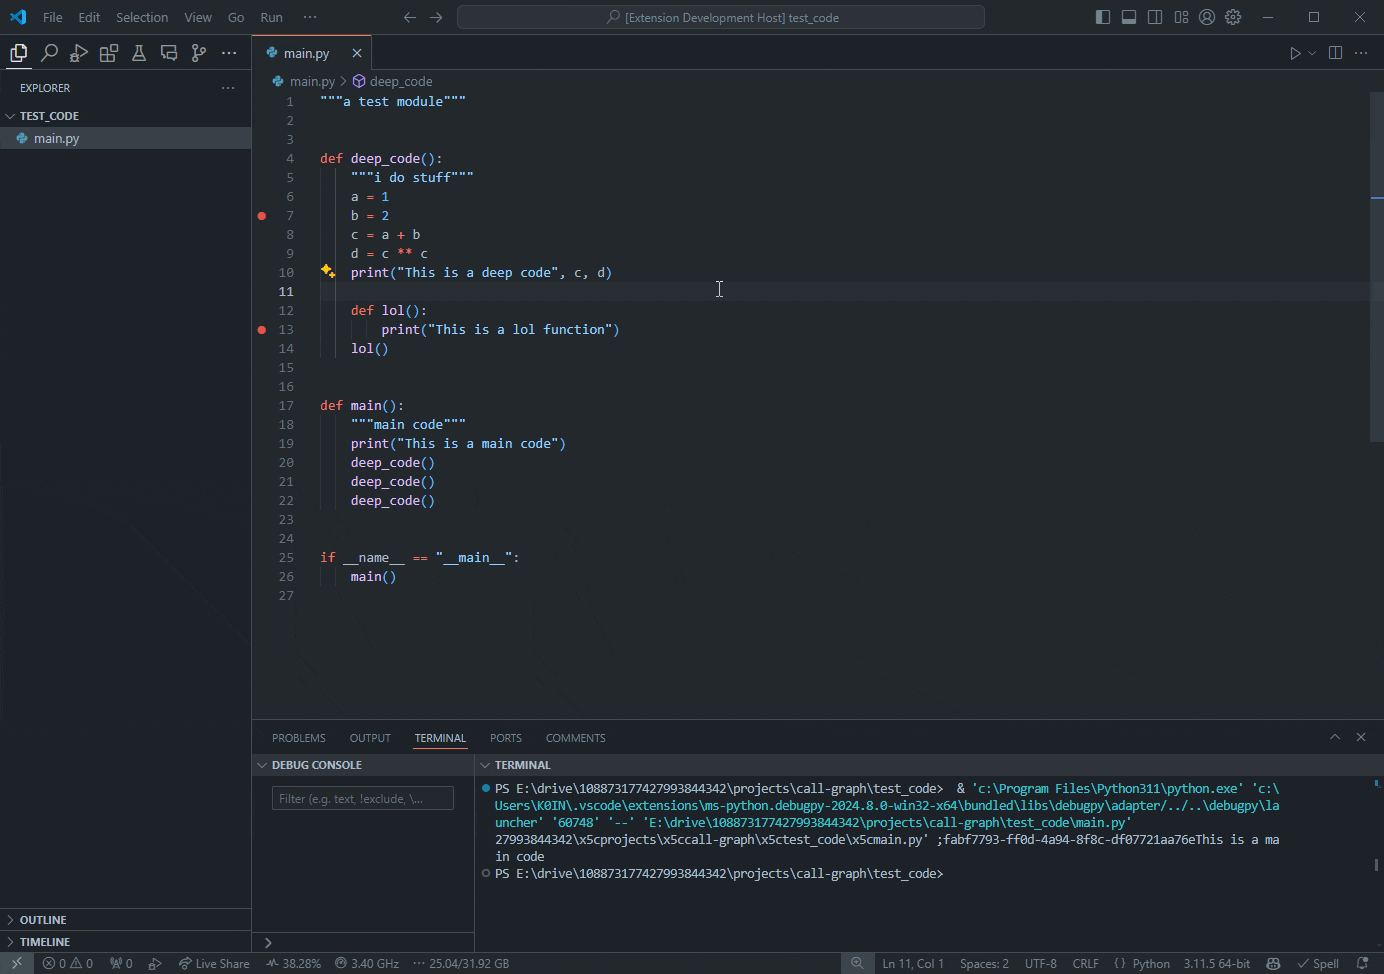 File Edit Selection View Go Run ···
[Extension Development Host] test_code
main.py
EXPLORER
TEST_CODE
main.py
main.py > deep_code
1 """a test module"""
2
3
4 def deep_code():
5 """i do stuff"""
6 a = 1
7 b = 2
8 c = a + b
9 d = c ** c
10 print("This is a deep code", c, d)
11
12 def lol():
13 print("This is a lol function")
14 lol()
15
16
17 def main():
18 """main code"""
19 print("This is a main code")
20 deep_code()
21 deep_code()
22 deep_code()
23
24
25 if __name__ == "__main__":
26 main()
27
PROBLEMS OUTPUT TERMINAL PORTS COMMENTS
DEBUG CONSOLE
Filter (e.g. text, !exclude, \...
TERMINAL
PS E:\drive\108873177427993844342\projects\call-graph\test_code> & 'c:\Program Files\Python311\python.exe' 'c:\
Users\K0IN\.vscode\extensions\ms-python.debugpy-2024.8.0-win32-x64\bundled\libs\debugpy\adapter/../..\debugpy\la
uncher' '60748' '--' 'E:\drive\108873177427993844342\projects\call-graph\test_code\main.py'
27993844342\x5cprojects\x5ccall-graph\x5ctest_code\x5cmain.py' ;fabf7793-ff0d-4a94-8f8c-df07721aa76eThis is a ma
in code
PS E:\drive\108873177427993844342\projects\call-graph\test_code>
OUTLINE
TIMELINE
0 0 0 Live Share 38.28% 3.40 GHz ··· 25.04/31.92 GB Ln 11, Col 1 Spaces: 2 UTF-8 CRLF { } Python 3.11.5 64-bit Spell